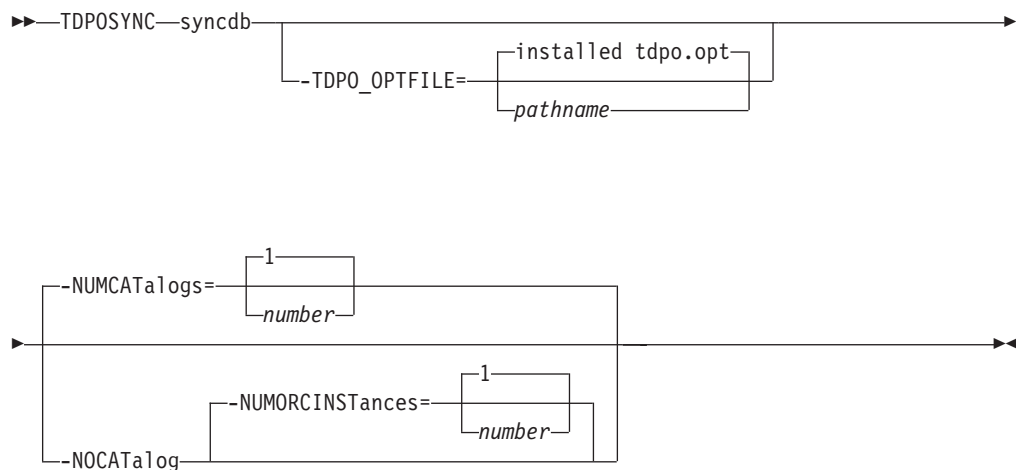 TDPOSYNC syncdb
installed tdpo.opt
-TDPO_OPTFILE=
pathname
1
-NUMCATalogs=
number
1
-NUMORCINSTances=
number
-NOCATalog